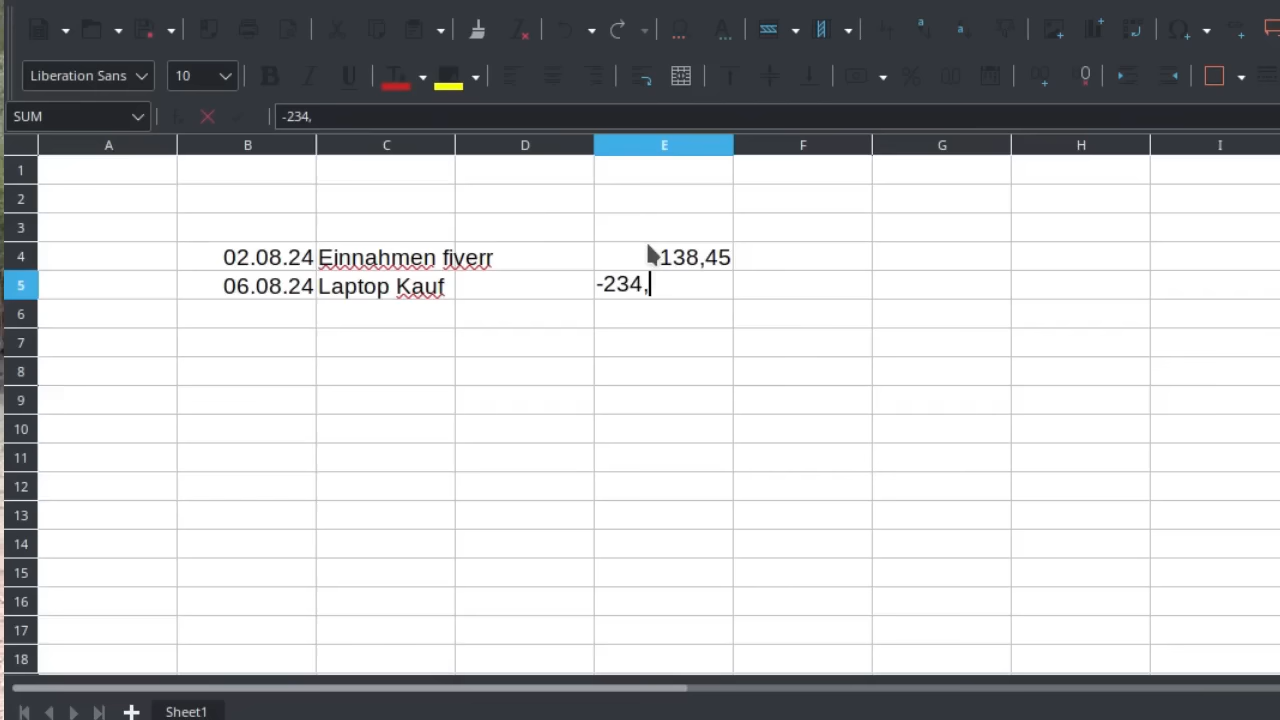 Liberation Sans 10
SUM -234,
A B C D E F G H I
1
2
3
4 02.08.24 Einnahmen fiverr 138,45
5 06.08.24 Laptop Kauf -234,
6
7
8
9
10
11
12
13
14
15
16
17
18
Sheet1